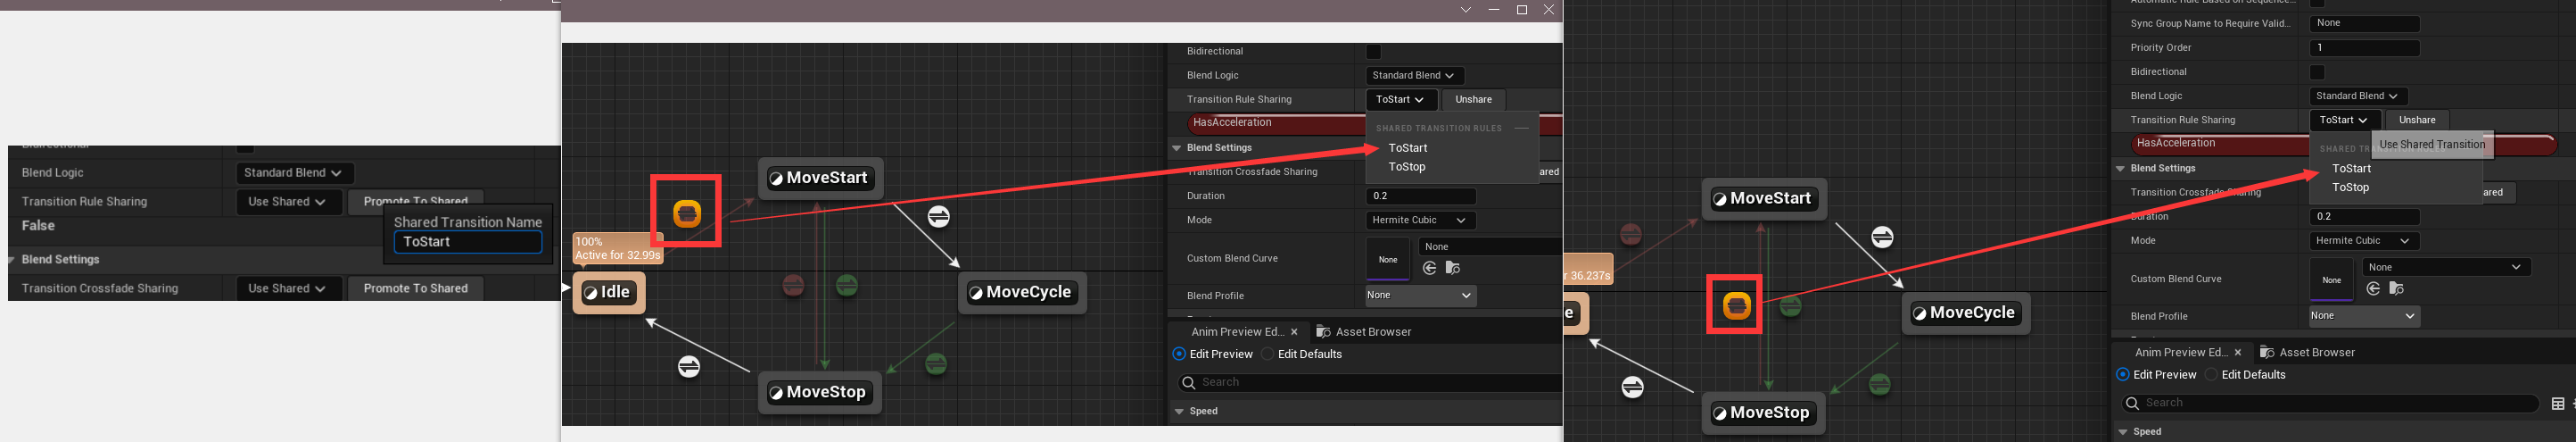 Bidirectional
Blend Logic
Standard Blend
Transition Rule Sharing
Use Shared
Promote To Shared
False
Shared Transition Name
ToStart
Blend Settings
Transition Crossfade Sharing
Use Shared
Promote To Shared
MoveStart
100%
Active for 32.99s
Idle
MoveCycle
MoveStop
Bidirectional
Blend Logic
Standard Blend
Transition Rule Sharing
ToStart
Unshare
HasAcceleration
SHARED TRANSITION RULES
ToStart
ToStop
Blend Settings
Transition Crossfade Sharing
ared
Duration
0.2
Mode
Hermite Cubic
None
Custom Blend Curve
None
Blend Profile
None
Anim Preview Ed...
Asset Browser
Edit Preview
Edit Defaults
Search
Speed
MoveStart
r 36.237s
e
MoveCycle
MoveStop
Automatic Rule Based on Sequence...
Sync Group Name to Require Valid...
None
Priority Order
1
Bidirectional
Blend Logic
Standard Blend
Transition Rule Sharing
ToStart
Unshare
HasAcceleration
Use Shared Transition
ToStart
ToStop
Blend Settings
Transition Crossfade Sharing
ared
Duration
0.2
Mode
Hermite Cubic
None
Custom Blend Curve
None
Blend Profile
None
Anim Preview Ed...
Asset Browser
Edit Preview
Edit Defaults
Search
Speed